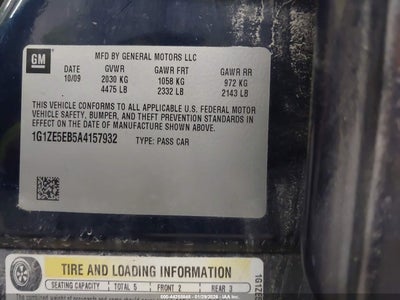 GM
MFD BY GENERAL MOTORS LLC
DATE GVWR GAWR FRT GAWR RR
10/09 2030 KG 1058 KG 972 KG
4475 LB 2332 LB 2143 LB
THIS VEHICLE CONFORMS TO ALL APPLICABLE U.S. FEDERAL MOTOR
VEHICLE SAFETY, BUMPER, AND THEFT PREVENTION STANDARDS IN
EFFECT ON THE DATE OF MANUFACTURE SHOWN ABOVE.
1G1ZE5EB5A4157932 TYPE: PASS CAR
TIRE AND LOADING INFORMATION
SEATING CAPACITY TOTAL 5 FRONT 2 REAR 3